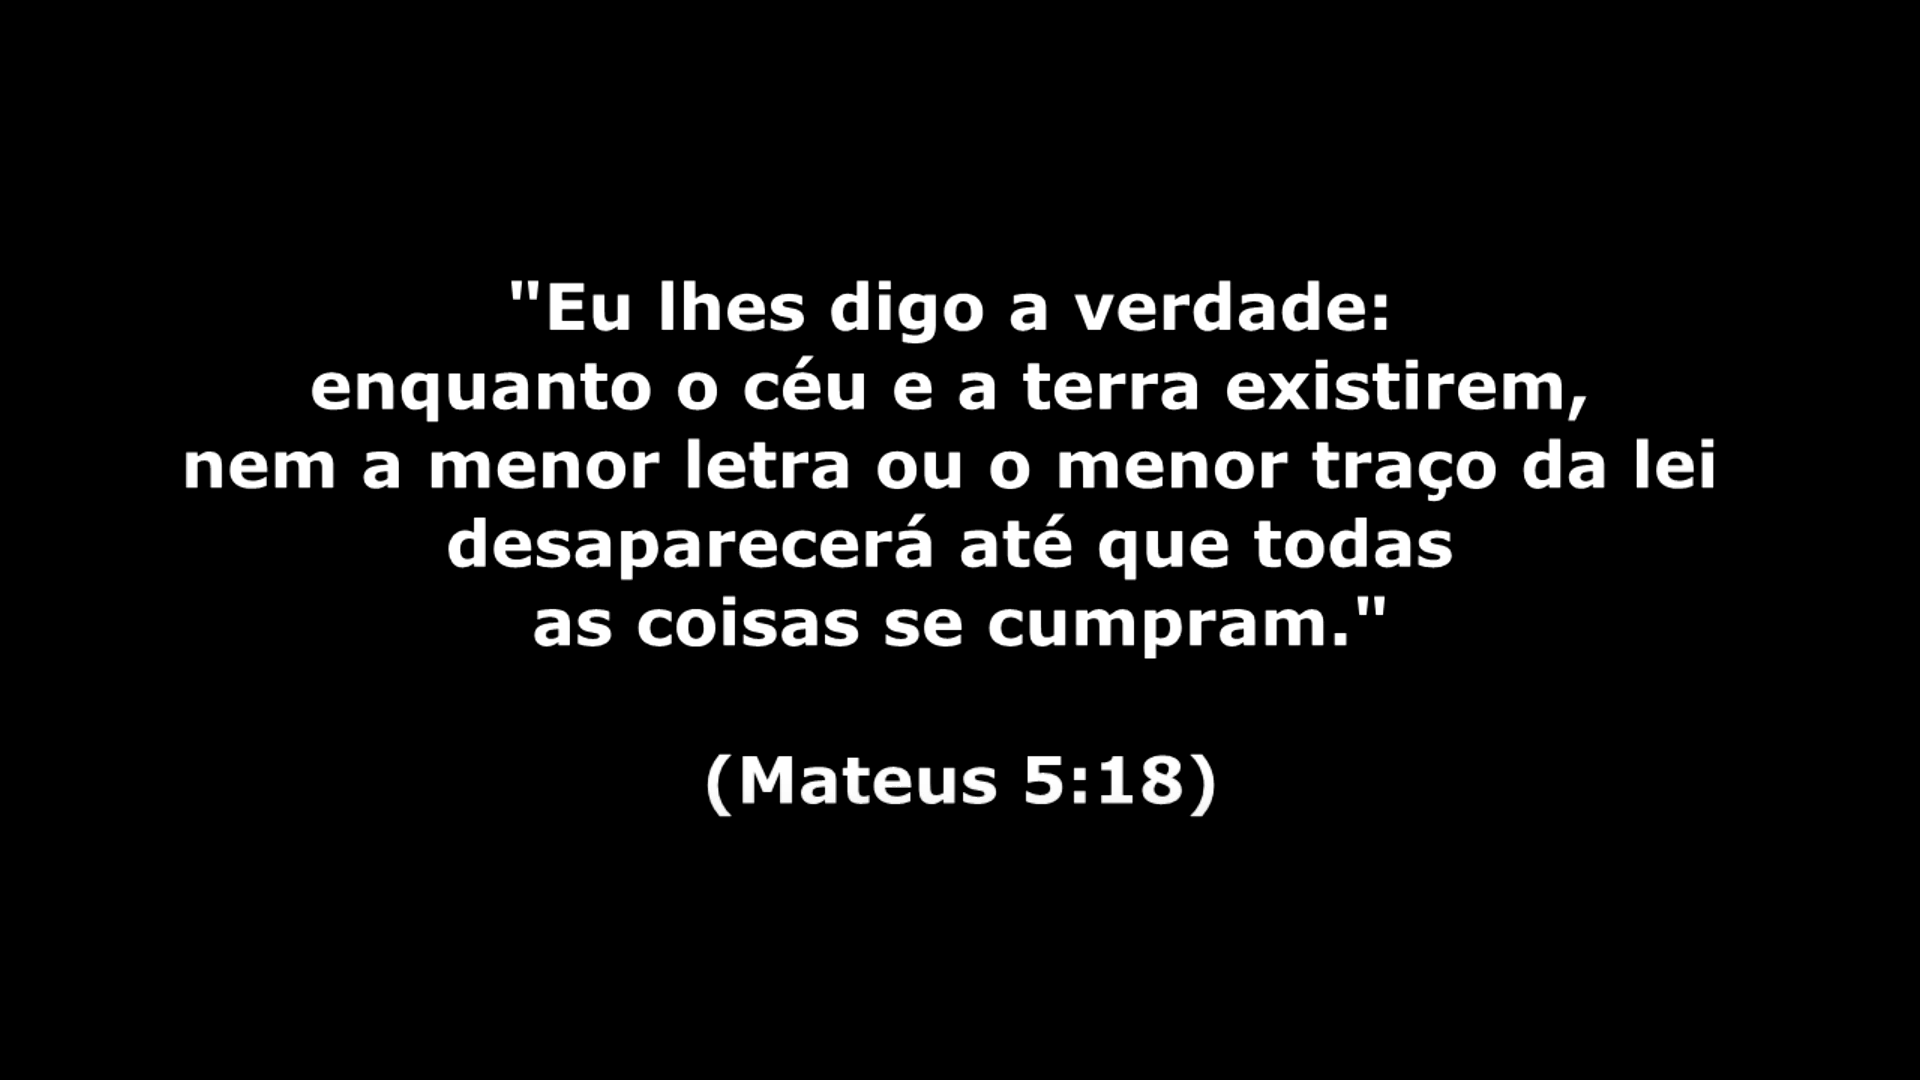 "Eu lhes digo a verdade:
enquanto o céu e a terra existirem,
nem a menor letra ou o menor traço da lei
desaparecerá até que todas
as coisas se cumpram."
(Mateus 5:18)